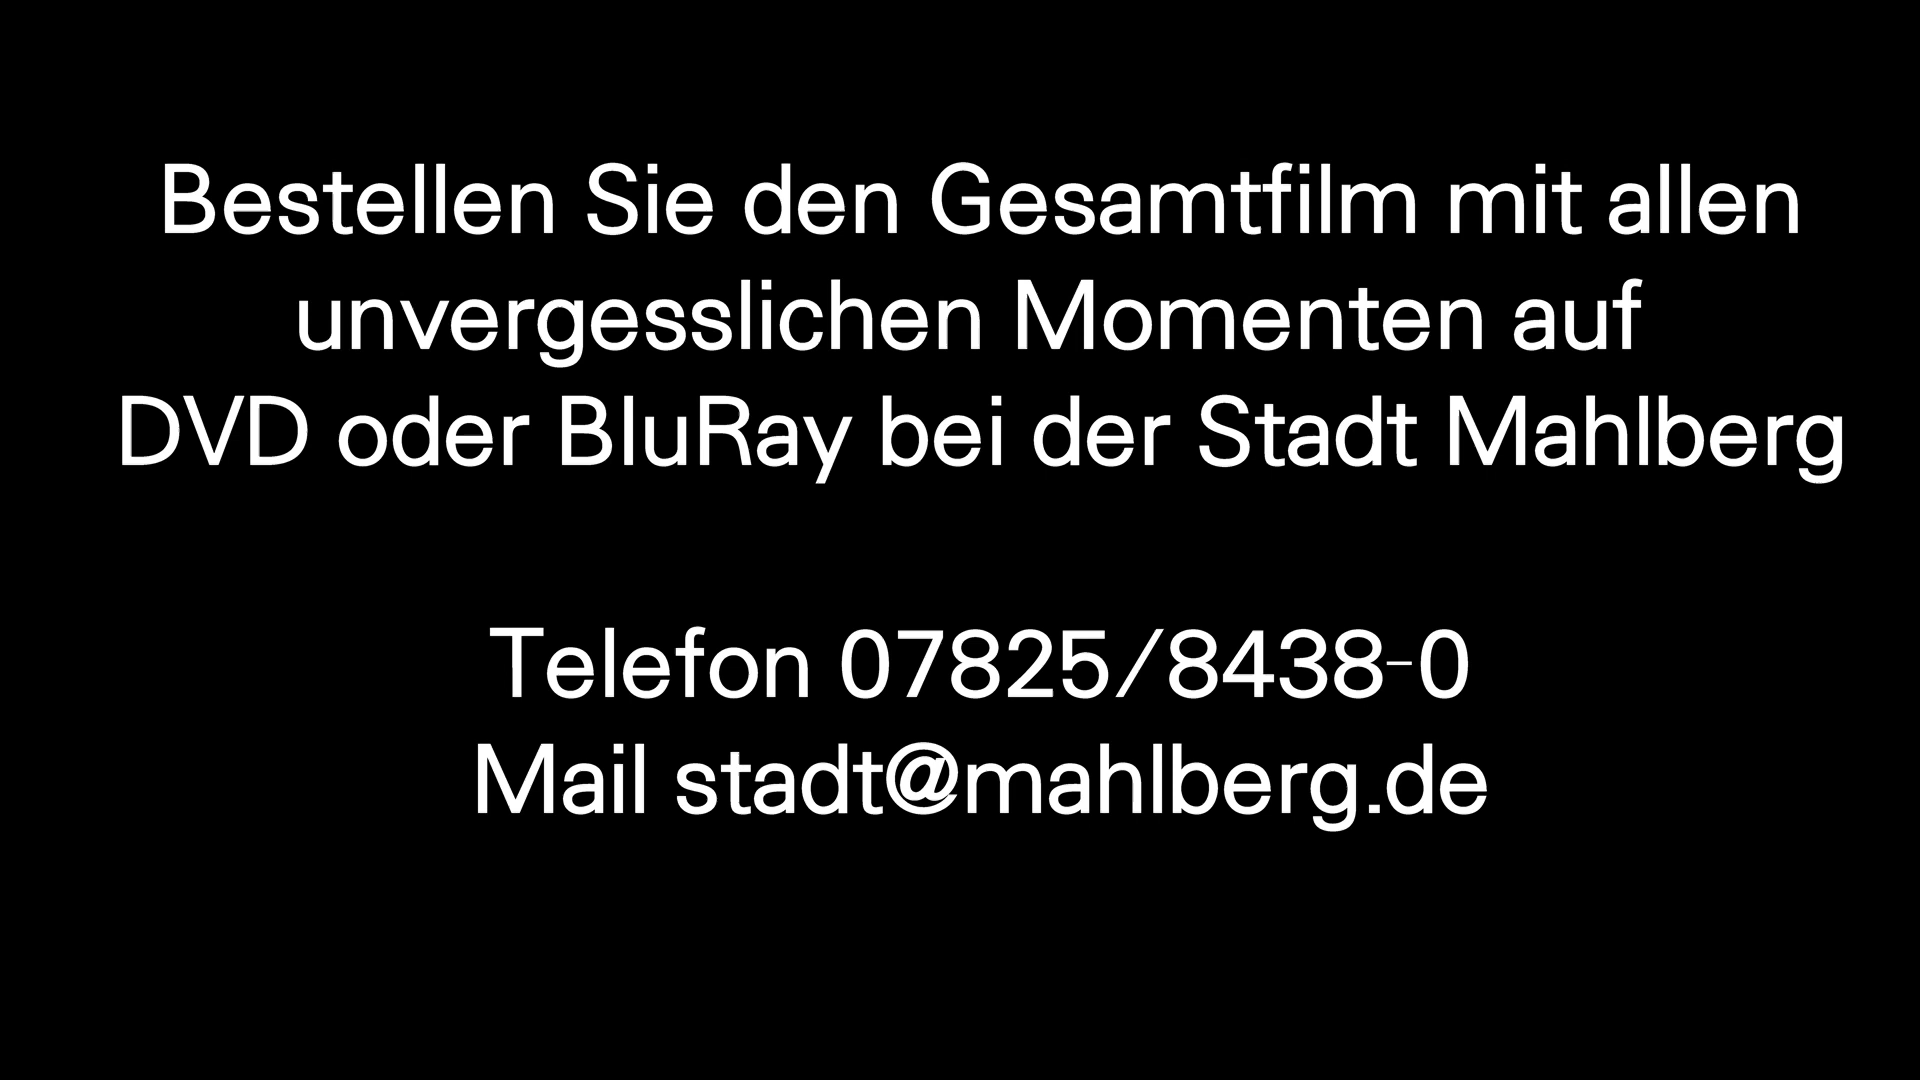 Bestellen Sie den Gesamtfilm mit allen
unvergesslichen Momenten auf
DVD oder BluRay bei der Stadt Mahlberg
Telefon 07825/8438-0
Mail stadt@mahlberg.de